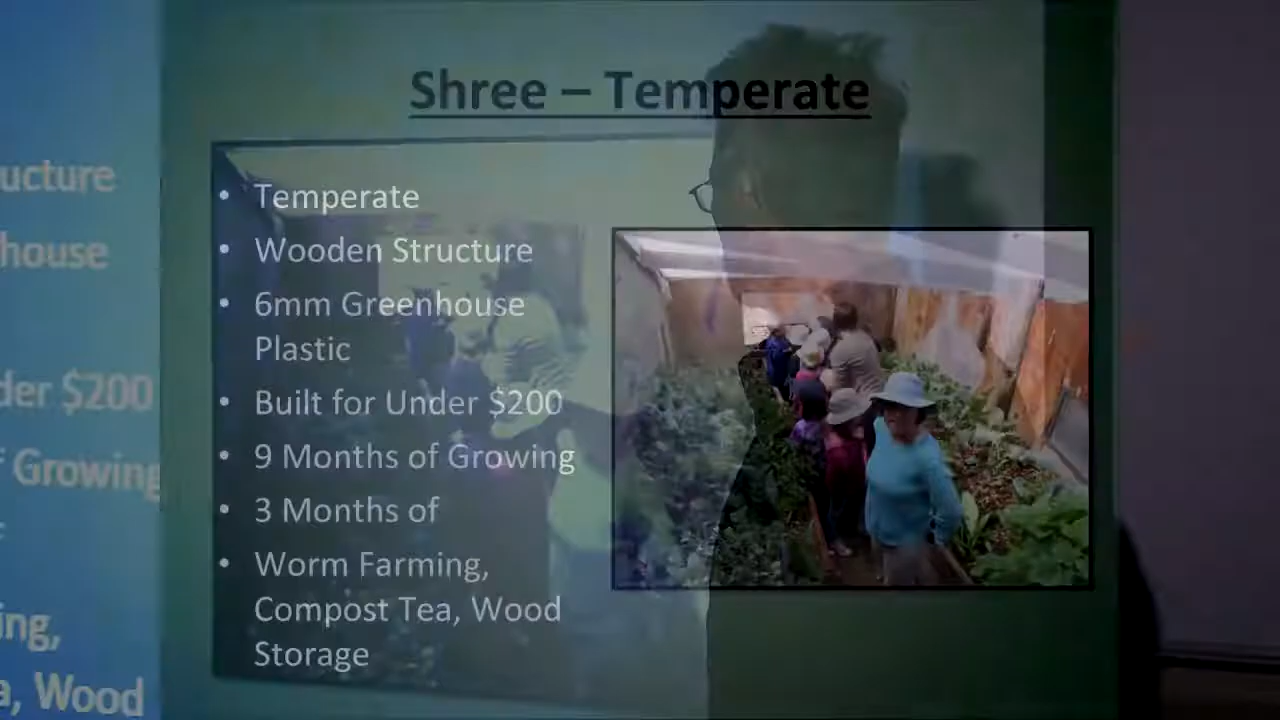 Shree – Temperate
• Temperate
• Wooden Structure
• 6mm Greenhouse
Plastic
• Built for Under $200
• 9 Months of Growing
• 3 Months of
• Worm Farming,
Compost Tea, Wood
Storage
ucture
house
der $200
Growing
ing,
a, Wood